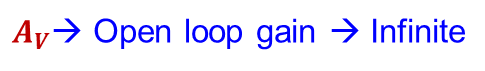 A_V→ Open loop gain → Infinite